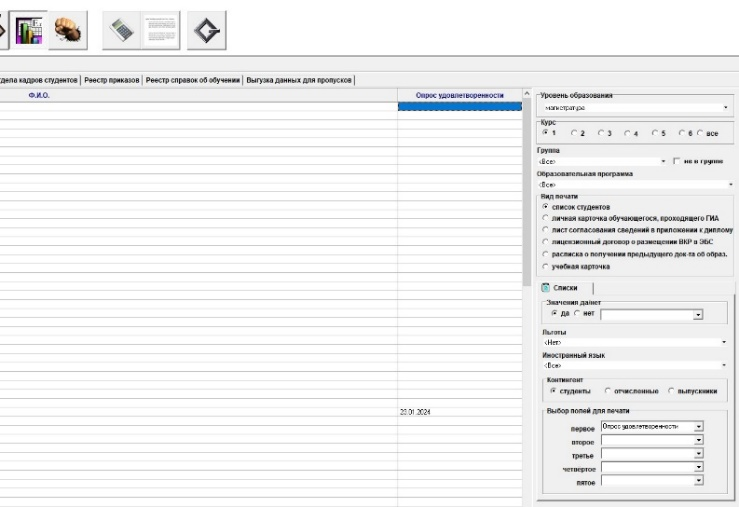 дела кадров студентов Реестр приказов Реестр справок об обучении Выгузка данных для пропусков
Ф.И.О. Опрос удовлетворенности
23.01.2024
Уровень образования
магистратура
Курс
1 2 3 4 5 6 все
Группа
<Все> не в группе
Образовательная программа
<Все>
Вид печати
список студентов
личная карточка обучающегося, проходящего ГИА
лист согласования сведений в приложении к диплому
лицензионный договор о размещение ВКР в ЭБС
расписка о получении предыдущего док-та об образ.
учебная карточка
Списки
Значения да/нет
да нет
Льготы
<Нет>
Иностранный язык
<Все>
Контингент
студенты отчисленные выпускники
Выбор полей для печати
первое Опрос удовлетворенности
второе
третье
четвертое
пятое